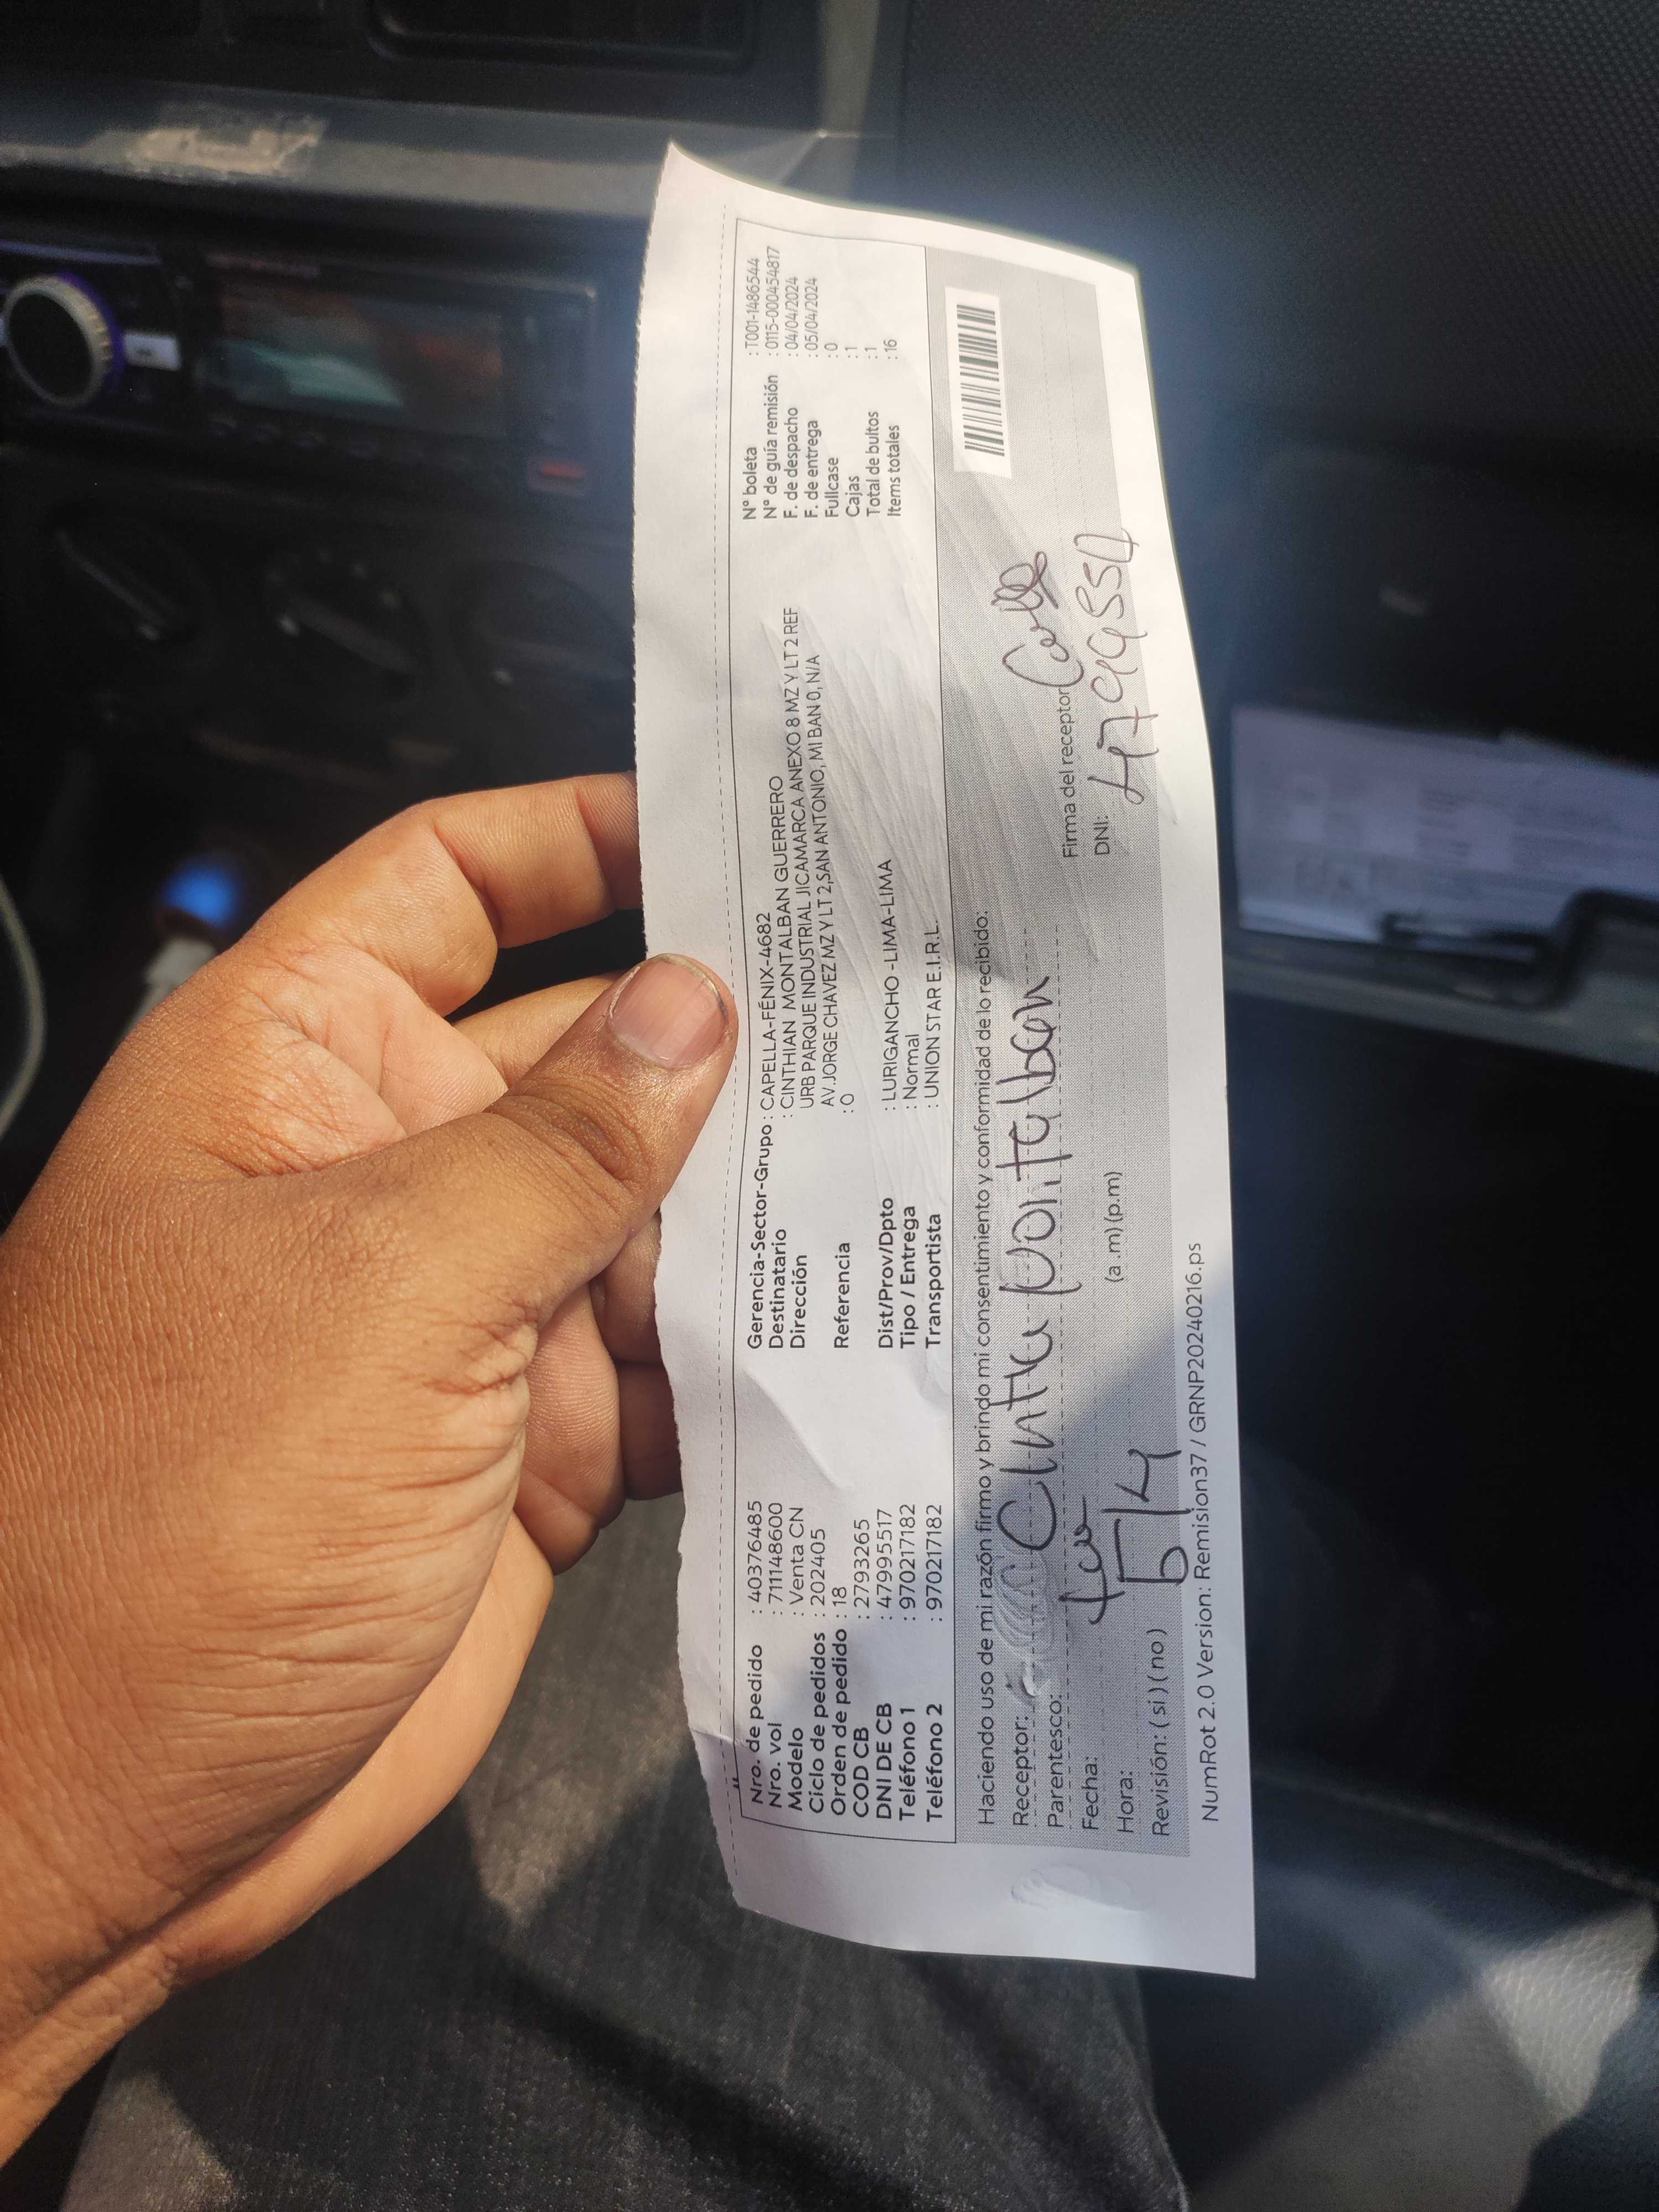 Nro. de pedido : 40376485
Nro. vol : 711148600
Modelo : Venta CN
Ciclo de pedidos : 202405
Orden de pedido : 18
COD CB : 2793265
DNI DE CB : 47995517
Teléfono 1 : 970217182
Teléfono 2 : 970217182
Gerencia-Sector-Grupo : CAPELLA-FÉNIX-4682
Destinatario : CINTHIAN MONTALBAN GUERRERO
Dirección URB PARQUE INDUSTRIAL JICAMARCA ANEXO 8 MZ Y LT 2 REF
AV.JORGE CHAVEZ MZ Y LT 2,SAN ANTONIO, MI BAN 0, N/A
Referencia : O
Dist/Prov/Dpto : LURIGANCHO -LIMA-LIMA
Tipo / Entrega : Normal
Transportista : UNION STAR E.I.R.L.
N° boleta : T001-1486544
N° de guía remisión : 0115-000454817
F. de despacho : 04/04/2024
F. de entrega : 05/04/2024
Fullcase : 0
Cajas : 1
Total de bultos : 1
Items totales : 16
Haciendo uso de mi razón firmo y brindo mi consentimiento y conformidad de lo recibido:
Receptor: Montalban
Parentesco:
Fecha: 5/4
Hora: (a .m) (p.m)
Revisión: ( si ) ( no )
Firma del receptor
DNI:
NumRot 2.0 Version: Remision37 / GRNP20240216.ps